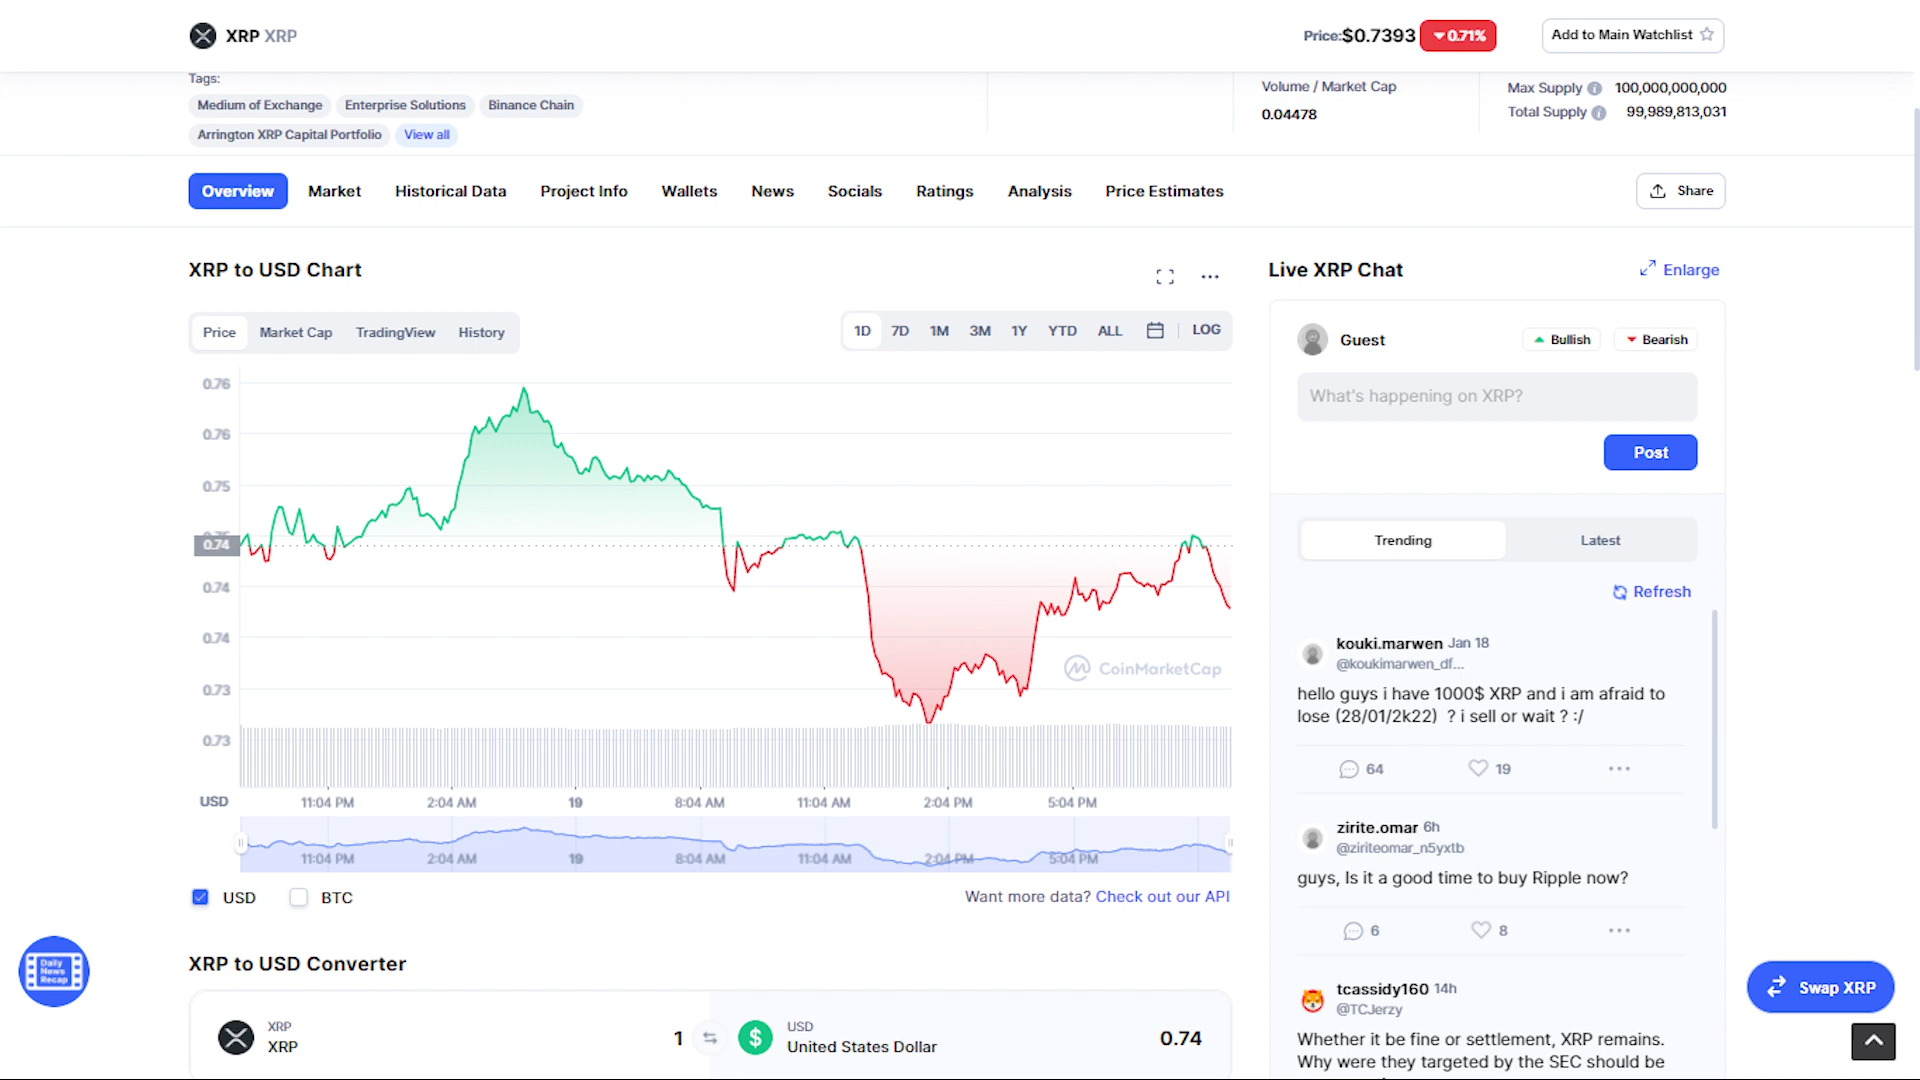 XRP XRP
Price:$0.7393 0.71%
Add to Main Watchlist
Tags:
Medium of Exchange Enterprise Solutions Binance Chain
Arrington XRP Capital Portfolio View all
Volume / Market Cap
0.04478
Max Supply 100,000,000,000
Total Supply 99,989,813,031
Overview Market Historical Data Project Info Wallets News Socials Ratings Analysis Price Estimates
Share
XRP to USD Chart
Price Market Cap TradingView History
1D 7D 1M 3M 1Y YTD ALL LOG
0.76
0.76
0.75
0.74
0.74
0.74
0.73
0.73
CoinMarketCap
USD 11:04 PM 2:04 AM 19 8:04 AM 11:04 AM 2:04 PM 5:04 PM
11:04 PM 2:04 AM 19 8:04 AM 11:04 AM 2:04 PM 5:04 PM
USD BTC
Want more data? Check out our API
Daily
News
Recap
XRP to USD Converter
XRP
XRP
1
USD
United States Dollar
0.74
Live XRP Chat
Enlarge
Guest
Bullish Bearish
What's happening on XRP?
Post
Trending Latest
Refresh
kouki.marwen Jan 18
@koukimarwen_df...
hello guys i have 1000$ XRP and i am afraid to
lose (28/01/2k22) ? i sell or wait ? :/
64 19
zirite.omar 6h
@ziriteomar_n5yxtb
guys, Is it a good time to buy Ripple now?
6 8
tcassidy160 14h
@TCJerzy
Whether it be fine or settlement, XRP remains.
Why were they targeted by the SEC should be
Swap XRP